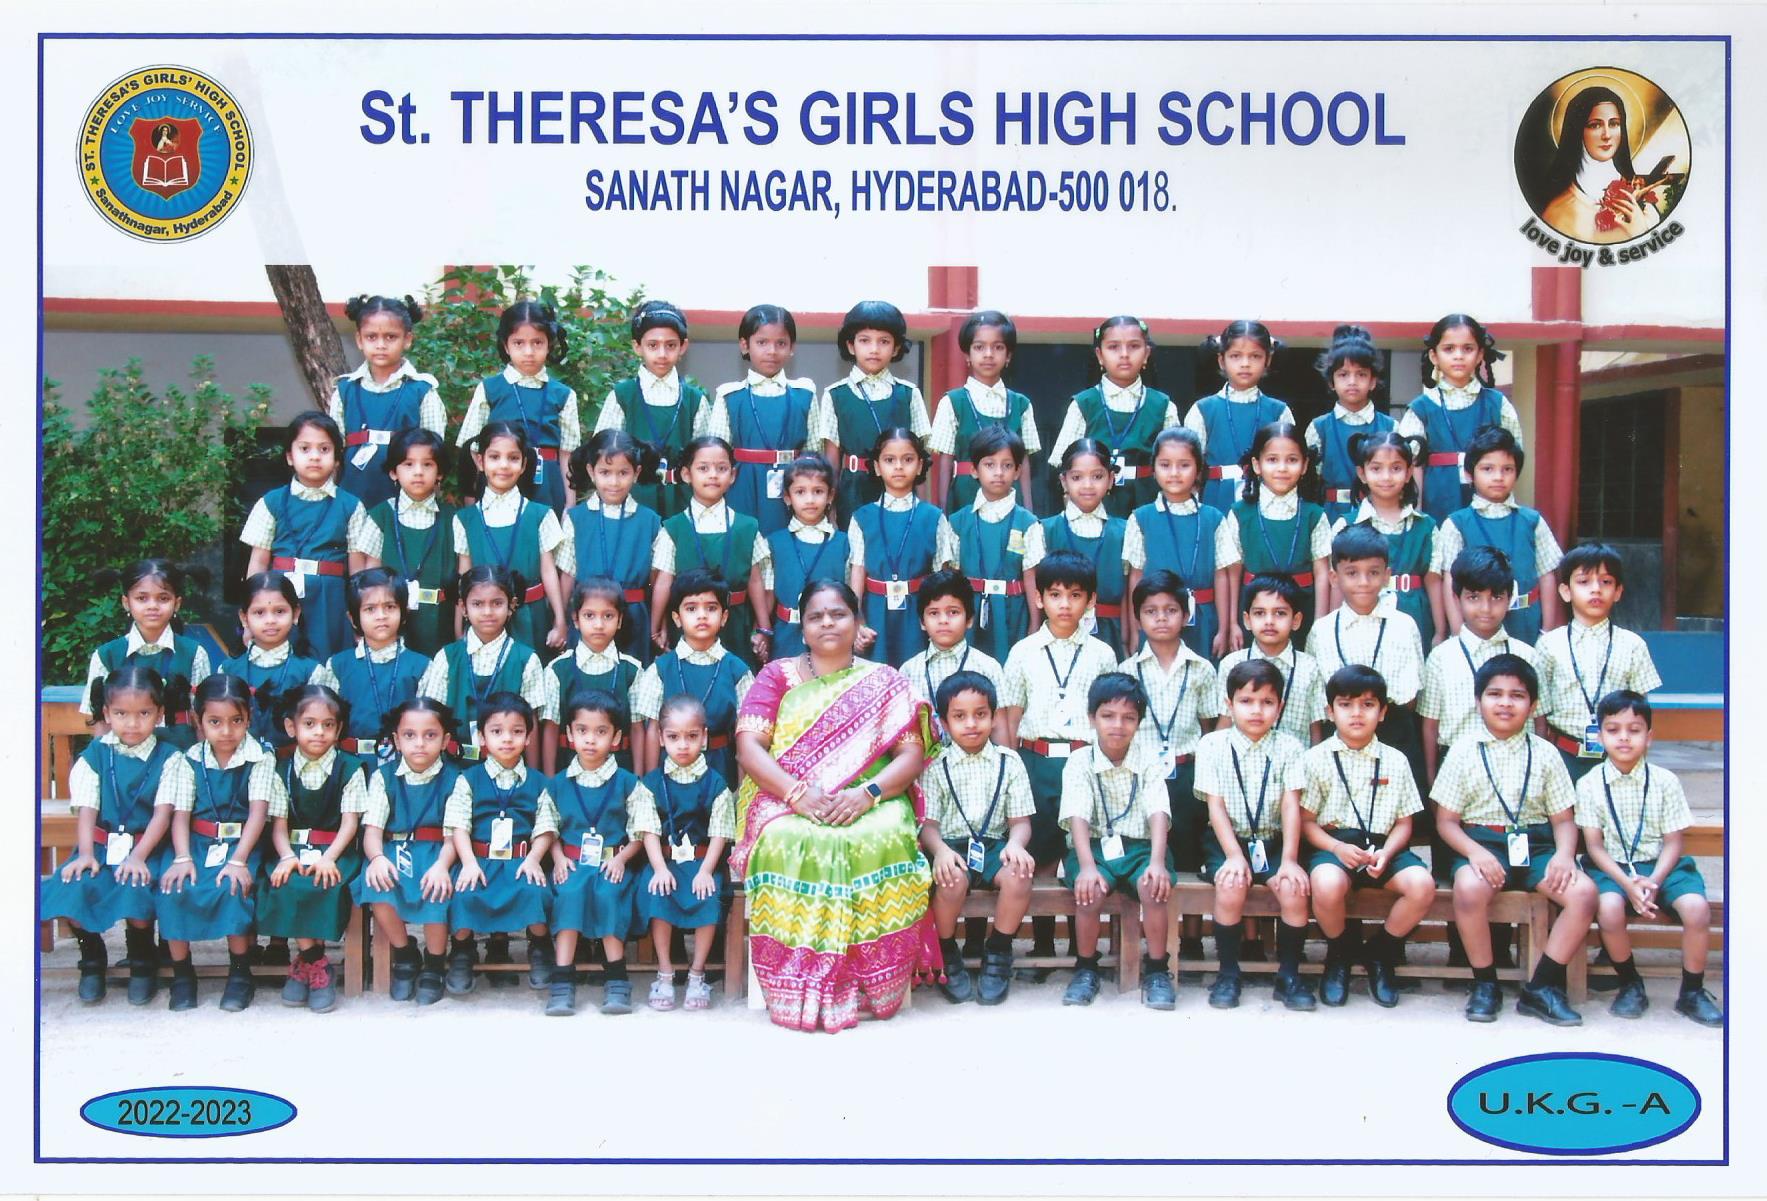 ST. THERESA'S GIRLS' HIGH SCHOOL
LOVE JOY SERVICE
Sanathnagar, Hyderabad
St. THERESA'S GIRLS HIGH SCHOOL
SANATH NAGAR, HYDERABAD-500 018.
love joy & service
2022-2023
U.K.G. -A